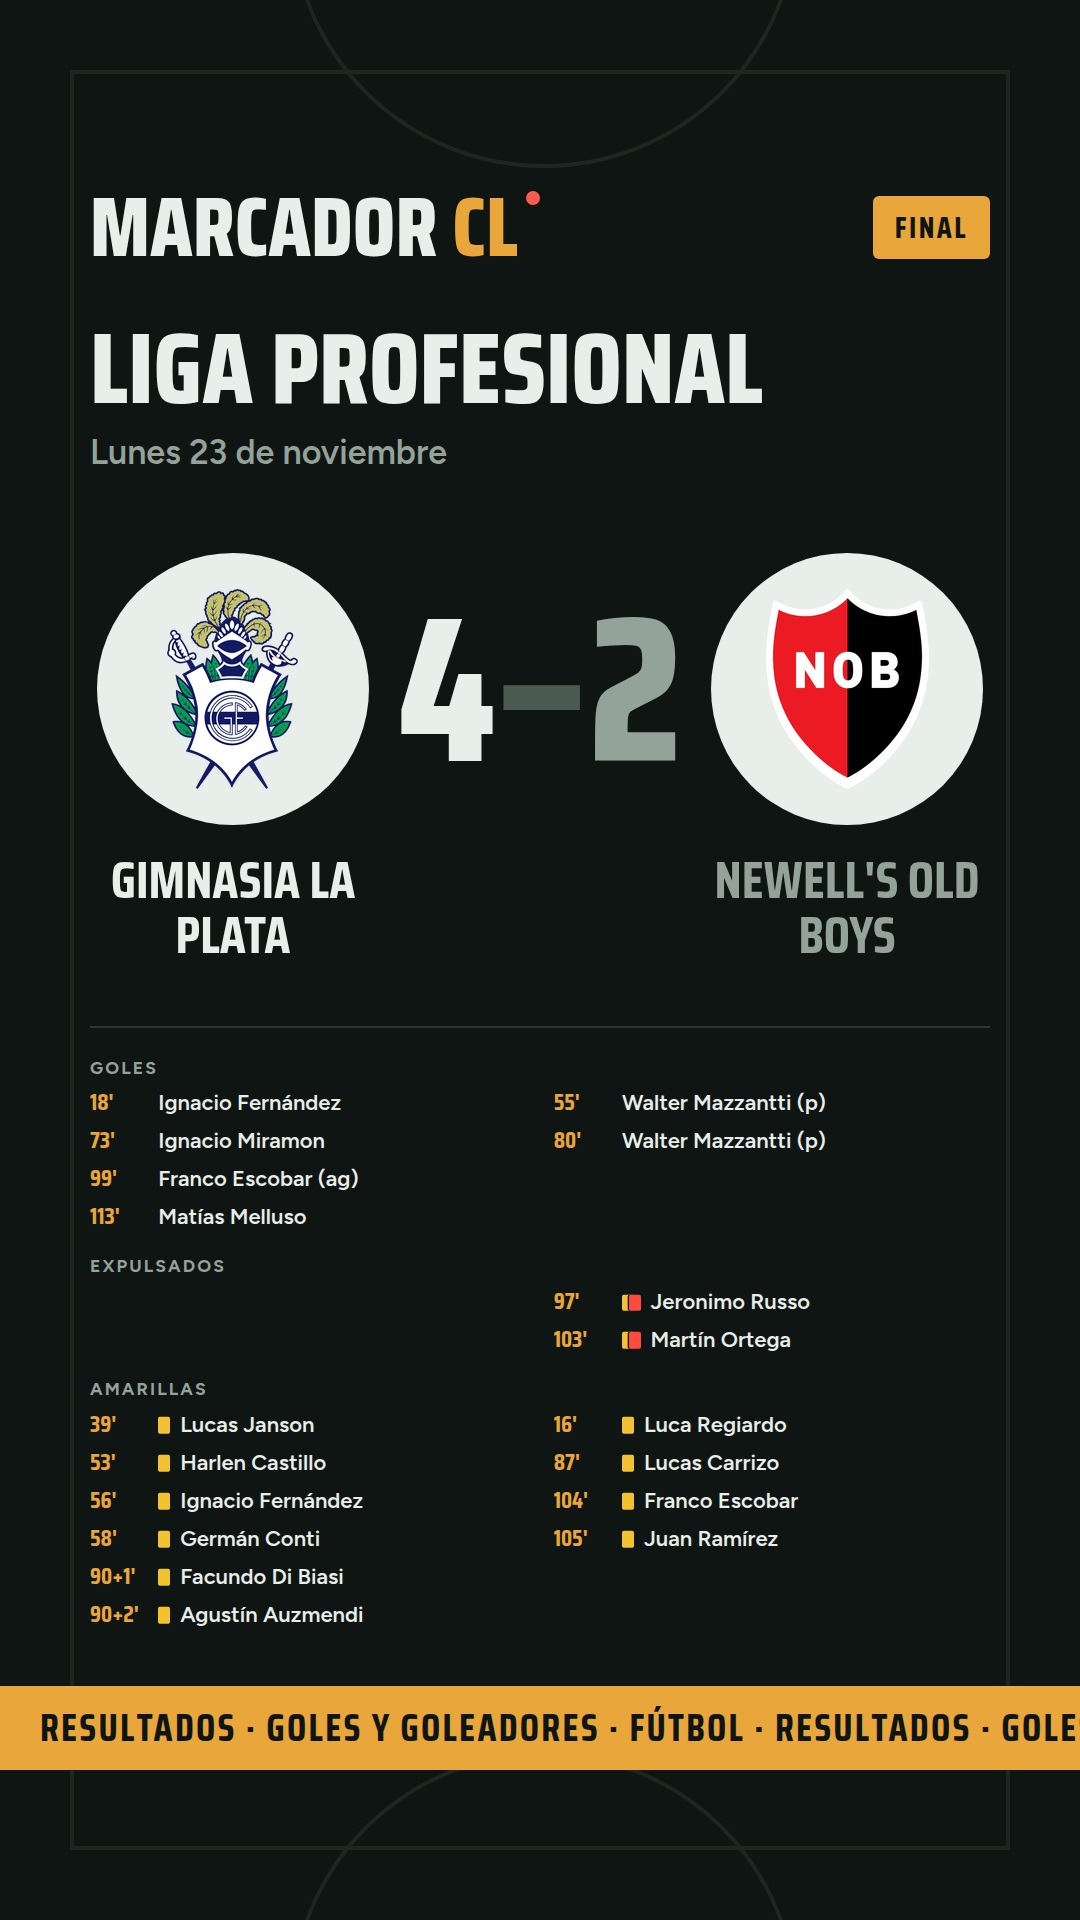 MARCADOR CL
FINAL
LIGA PROFESIONAL
Lunes 23 de noviembre
4–2
NOB
GIMNASIA LA PLATA
NEWELL'S OLD BOYS
GOLES
18' Ignacio Fernández
73' Ignacio Miramon
99' Franco Escobar (ag)
113' Matías Melluso
55' Walter Mazzantti (p)
80' Walter Mazzantti (p)
EXPULSADOS
97' Jeronimo Russo
103' Martín Ortega
AMARILLAS
39' Lucas Janson
53' Harlen Castillo
56' Ignacio Fernández
58' Germán Conti
90+1' Facundo Di Biasi
90+2' Agustín Auzmendi
16' Luca Regiardo
87' Lucas Carrizo
104' Franco Escobar
105' Juan Ramírez
RESULTADOS · GOLES Y GOLEADORES · FÚTBOL · RESULTADOS · GOLES